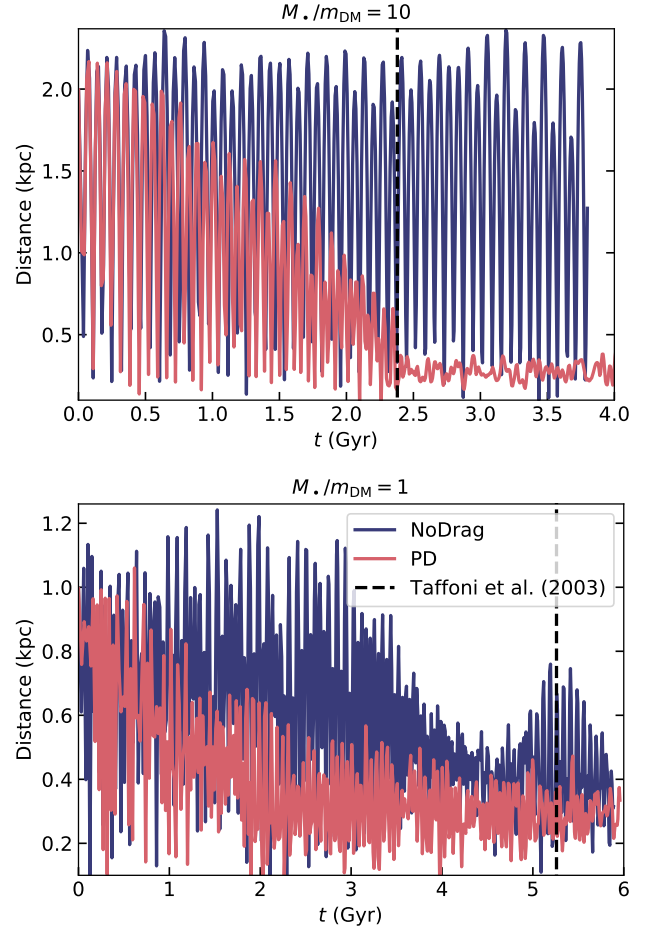 M•/mDM = 10
Distance (kpc)
2.0
1.5
1.0
0.5
0.0 0.5 1.0 1.5 2.0 2.5 3.0 3.5 4.0
t (Gyr)
M•/mDM = 1
Distance (kpc)
1.2
1.0
0.8
0.6
0.4
0.2
NoDrag
PD
Taffoni et al. (2003)
0 1 2 3 4 5 6
t (Gyr)